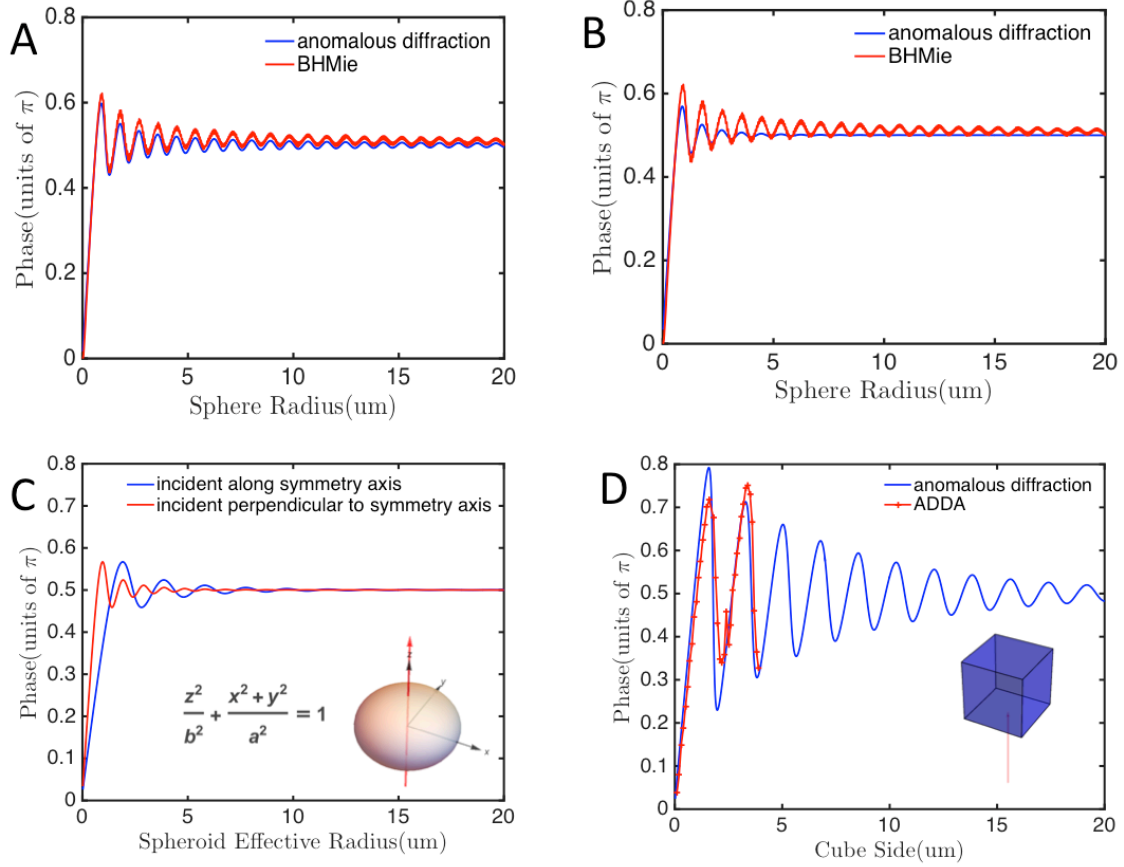 A
0.8
0.6
0.4
0.2
0
Phase(units of π)
anomalous diffraction
BHMie
0 5 10 15 20
Sphere Radius(um)
B
0.8
0.6
0.4
0.2
0
Phase(units of π)
anomalous diffraction
BHMie
0 5 10 15 20
Sphere Radius(um)
C
0.8
0.7
0.6
0.5
0.4
0.3
0.2
0.1
0
Phase(units of π)
incident along symmetry axis
incident perpendicular to symmetry axis
z²/b² + x² + y²/a² = 1
z
y
x
0 5 10 15 20
Spheroid Effective Radius(um)
D
0.8
0.7
0.6
0.5
0.4
0.3
0.2
0.1
0
Phase(units of π)
anomalous diffraction
ADDA
0 5 10 15 20
Cube Side(um)